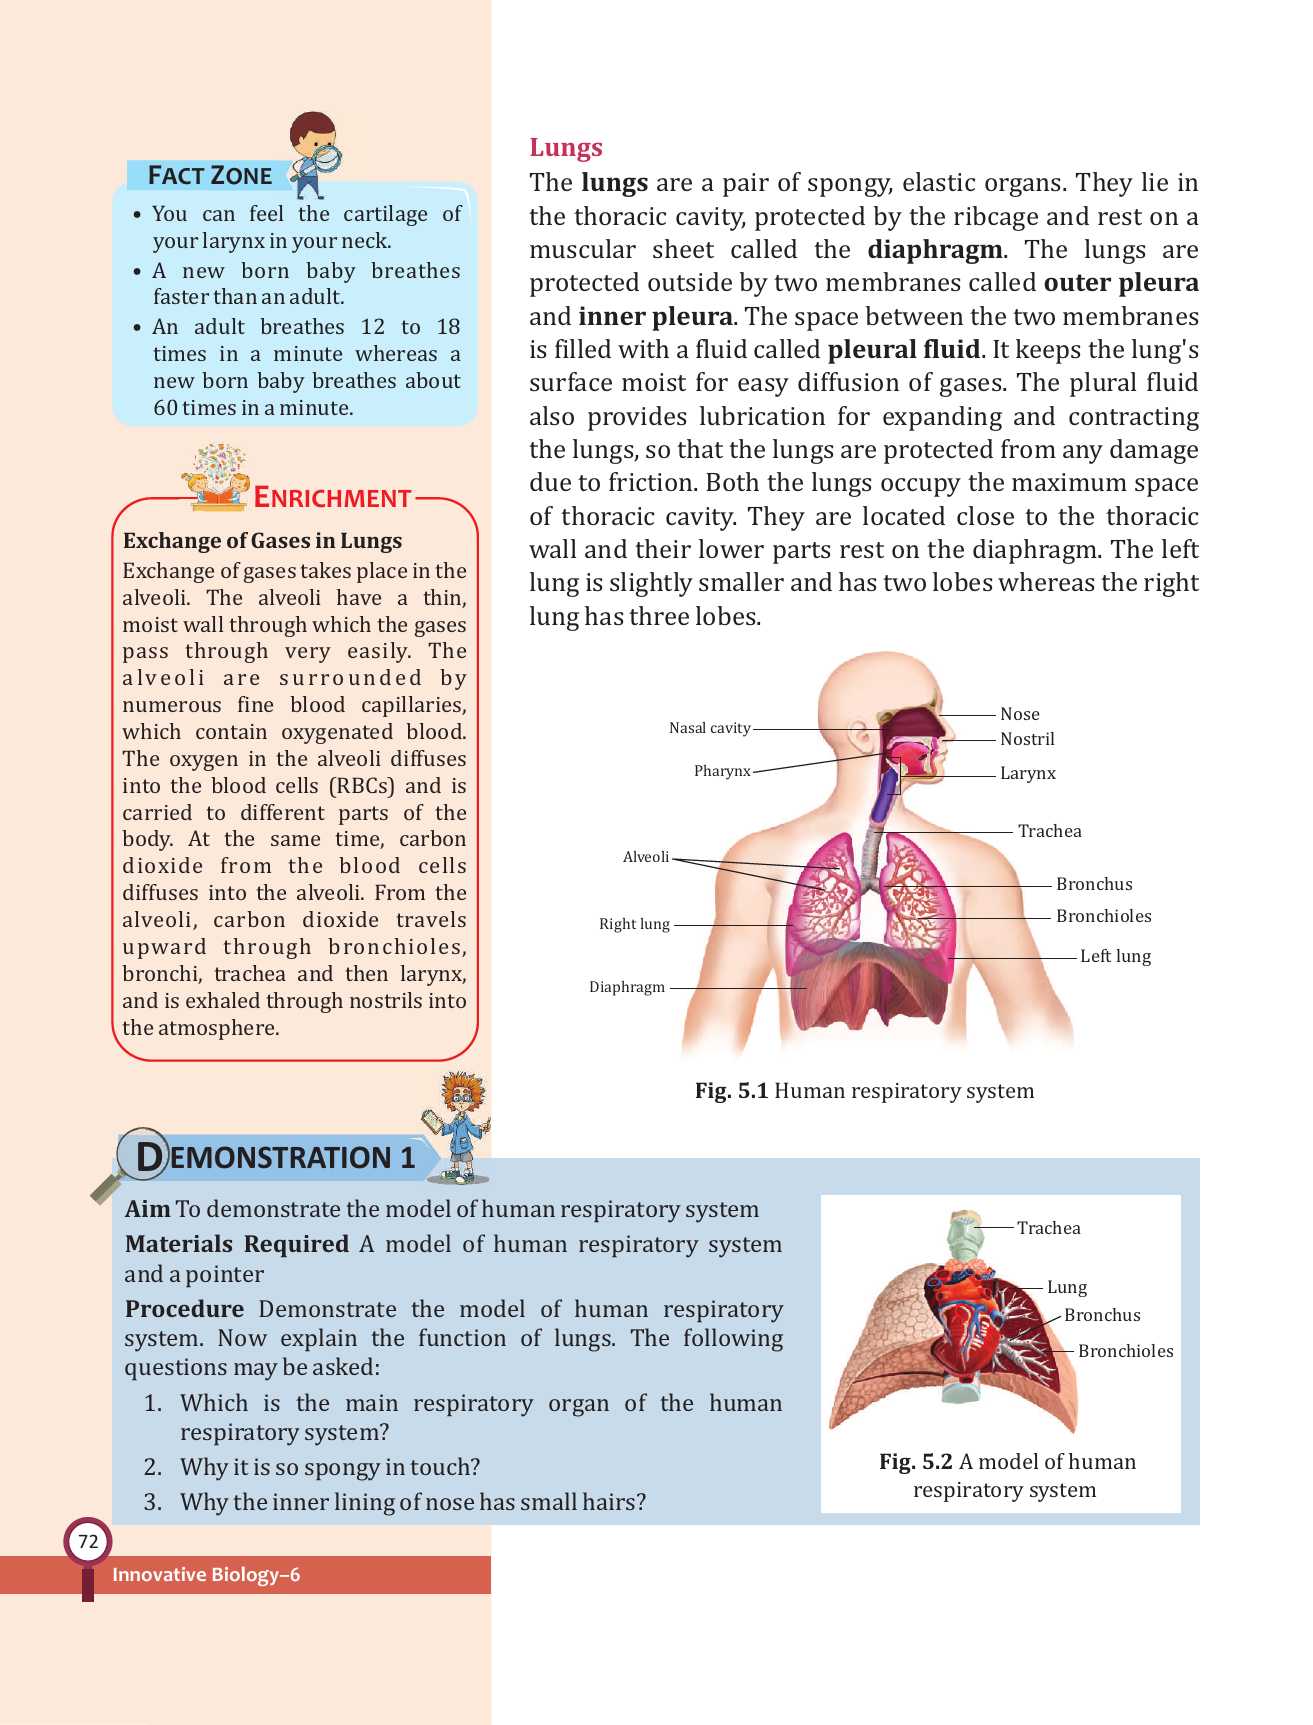 FACT ZONE
• You can feel the cartilage of
your larynx in your neck.
• A new born baby breathes
faster than an adult.
• An adult breathes 12 to 18
times in a minute whereas a
new born baby breathes about
60 times in a minute.
ENRICHMENT
Exchange of Gases in Lungs
Exchange of gases takes place in the
alveoli. The alveoli have a thin,
moist wall through which the gases
pass through very easily. The
alveoli are surrounded by
numerous fine blood capillaries,
which contain oxygenated blood.
The oxygen in the alveoli diffuses
into the blood cells (RBCs) and is
carried to different parts of the
body. At the same time, carbon
dioxide from the blood cells
diffuses into the alveoli. From the
alveoli, carbon dioxide travels
upward through bronchioles,
bronchi, trachea and then larynx,
and is exhaled through nostrils into
the atmosphere.
Lungs
The lungs are a pair of spongy, elastic organs. They lie in
the thoracic cavity, protected by the ribcage and rest on a
muscular sheet called the diaphragm. The lungs are
protected outside by two membranes called outer pleura
and inner pleura. The space between the two membranes
is filled with a fluid called pleural fluid. It keeps the lung's
surface moist for easy diffusion of gases. The plural fluid
also provides lubrication for expanding and contracting
the lungs, so that the lungs are protected from any damage
due to friction. Both the lungs occupy the maximum space
of thoracic cavity. They are located close to the thoracic
wall and their lower parts rest on the diaphragm. The left
lung is slightly smaller and has two lobes whereas the right
lung has three lobes.
Nasal cavity
Pharynx
Alveoli
Right lung
Diaphragm
Nose
Nostril
Larynx
Trachea
Bronchus
Bronchioles
Left lung
Fig. 5.1 Human respiratory system
DEMONSTRATION 1
Aim To demonstrate the model of human respiratory system
Materials Required A model of human respiratory system
and a pointer
Procedure Demonstrate the model of human respiratory
system. Now explain the function of lungs. The following
questions may be asked:
1. Which is the main respiratory organ of the human
respiratory system?
2. Why it is so spongy in touch?
3. Why the inner lining of nose has small hairs?
Trachea
Lung
Bronchus
Bronchioles
Fig. 5.2 A model of human
respiratory system
72
Innovative Biology–6